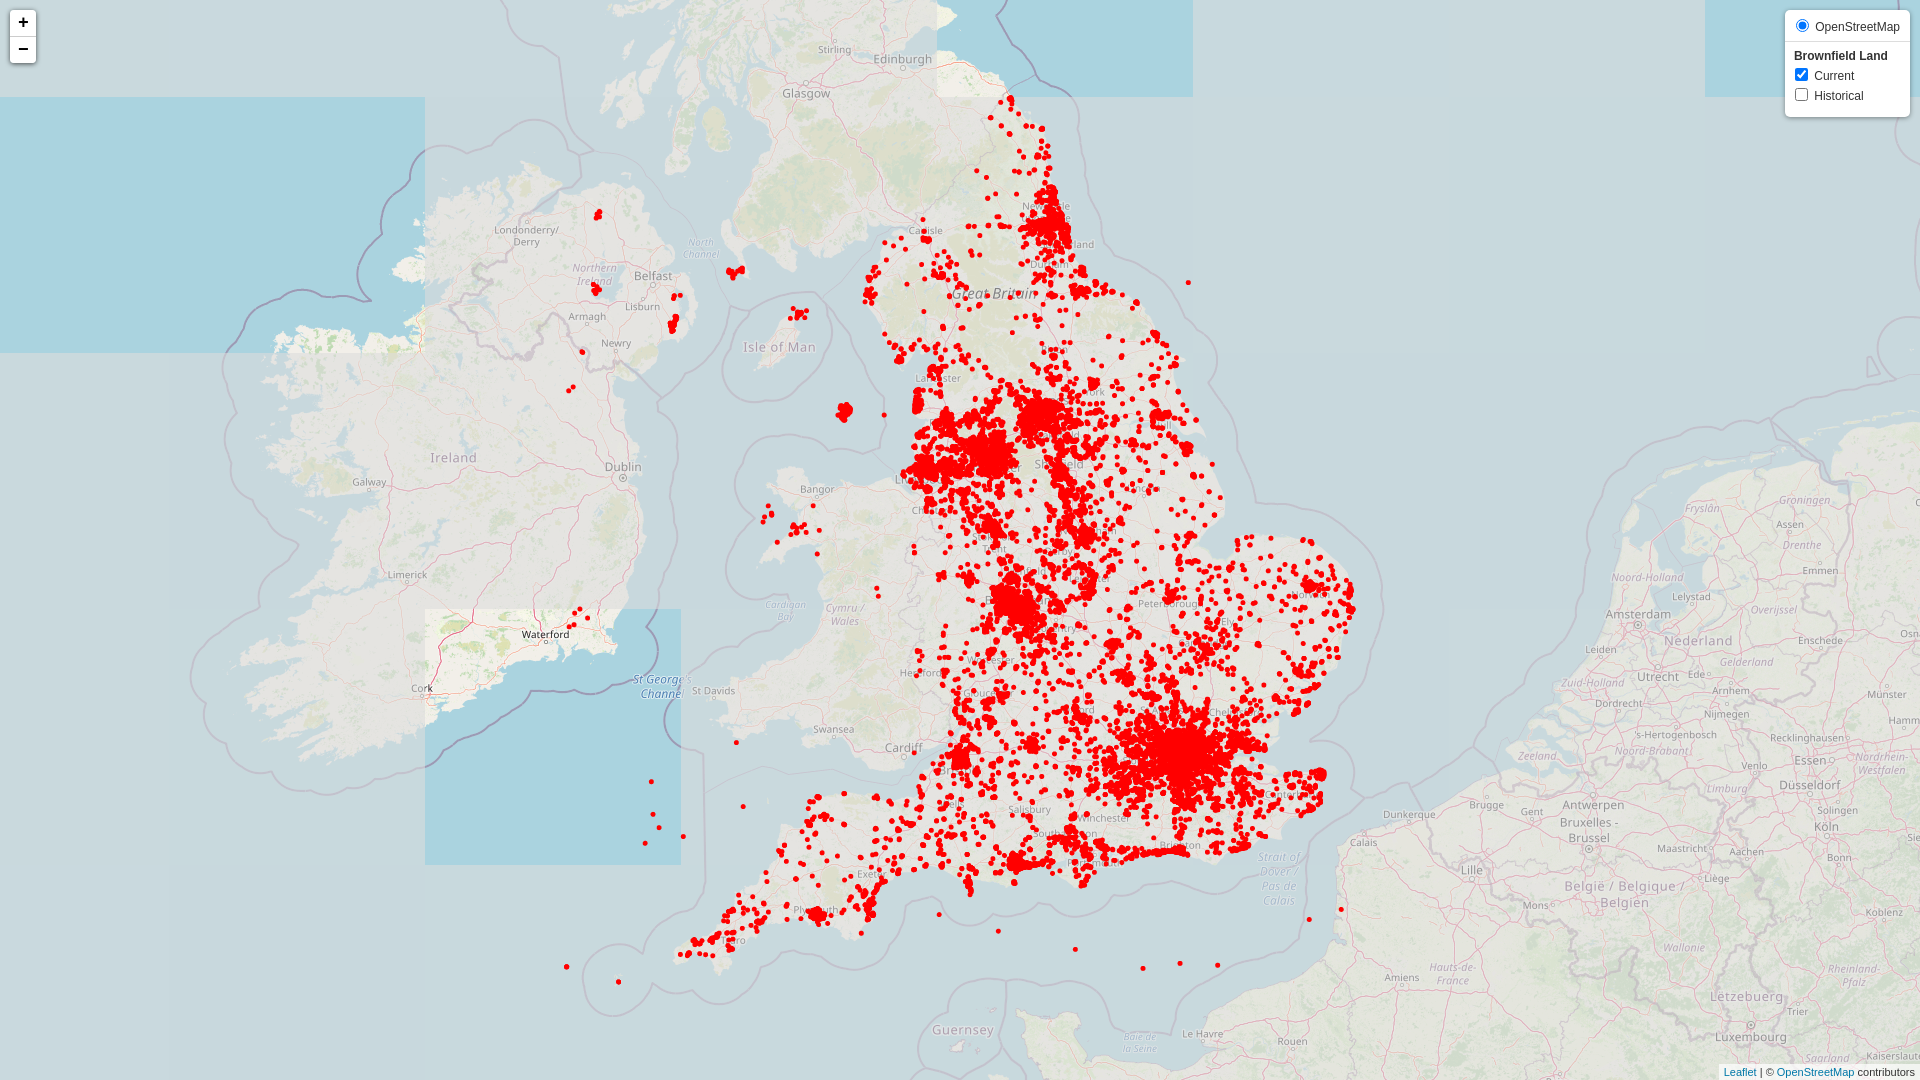 +
−
OpenStreetMap
Brownfield Land
Current
Historical
Stirling
Edinburgh
Glasgow
Londonderry/
Derry
North
Channel
Northern
Ireland
Belfast
Lisburn
Armagh
Newry
Isle of Man
Great Britain
Ireland
Galway
Dublin
Bangor
Limerick
Cardigan
Bay
Cymru /
Wales
Waterford
Cork
St George's
Channel
St Davids
Swansea
Cardiff
Salisbury
Winchester
Guernsey
Strait of
Dover /
Pas de
Calais
Calais
Dunkerque
Brugge
Gent
Antwerpen
Bruxelles -
Brussel
Lille
België / Belgique /
Belgien
Mons
Maastricht
Liège
Aachen
Köln
Bonn
Koblenz
Wallonie
Namur
Amiens
Hauts-de-
France
Le Havre
Rouen
Baie de
la Seine
Lëtzebuerg
Trier
Luxembourg
Saarland
Kaiserslautern
Rheinland-
Pfalz
Groningen
Fryslân
Assen
Drenthe
Emmen
Noord-Holland
Lelystad
Overijssel
Amsterdam
Nederland
Enschede
Leiden
Gelderland
Utrecht
Ede
Arnhem
Zuid-Holland
Dordrecht
Nijmegen
Münster
's-Hertogenbosch
Noord-Brabant
Zeeland
Venlo
Recklinghausen
Essen
Nordrhein-
Westfalen
Düsseldorf
Limburg
Solingen
Leaflet | © OpenStreetMap contributors